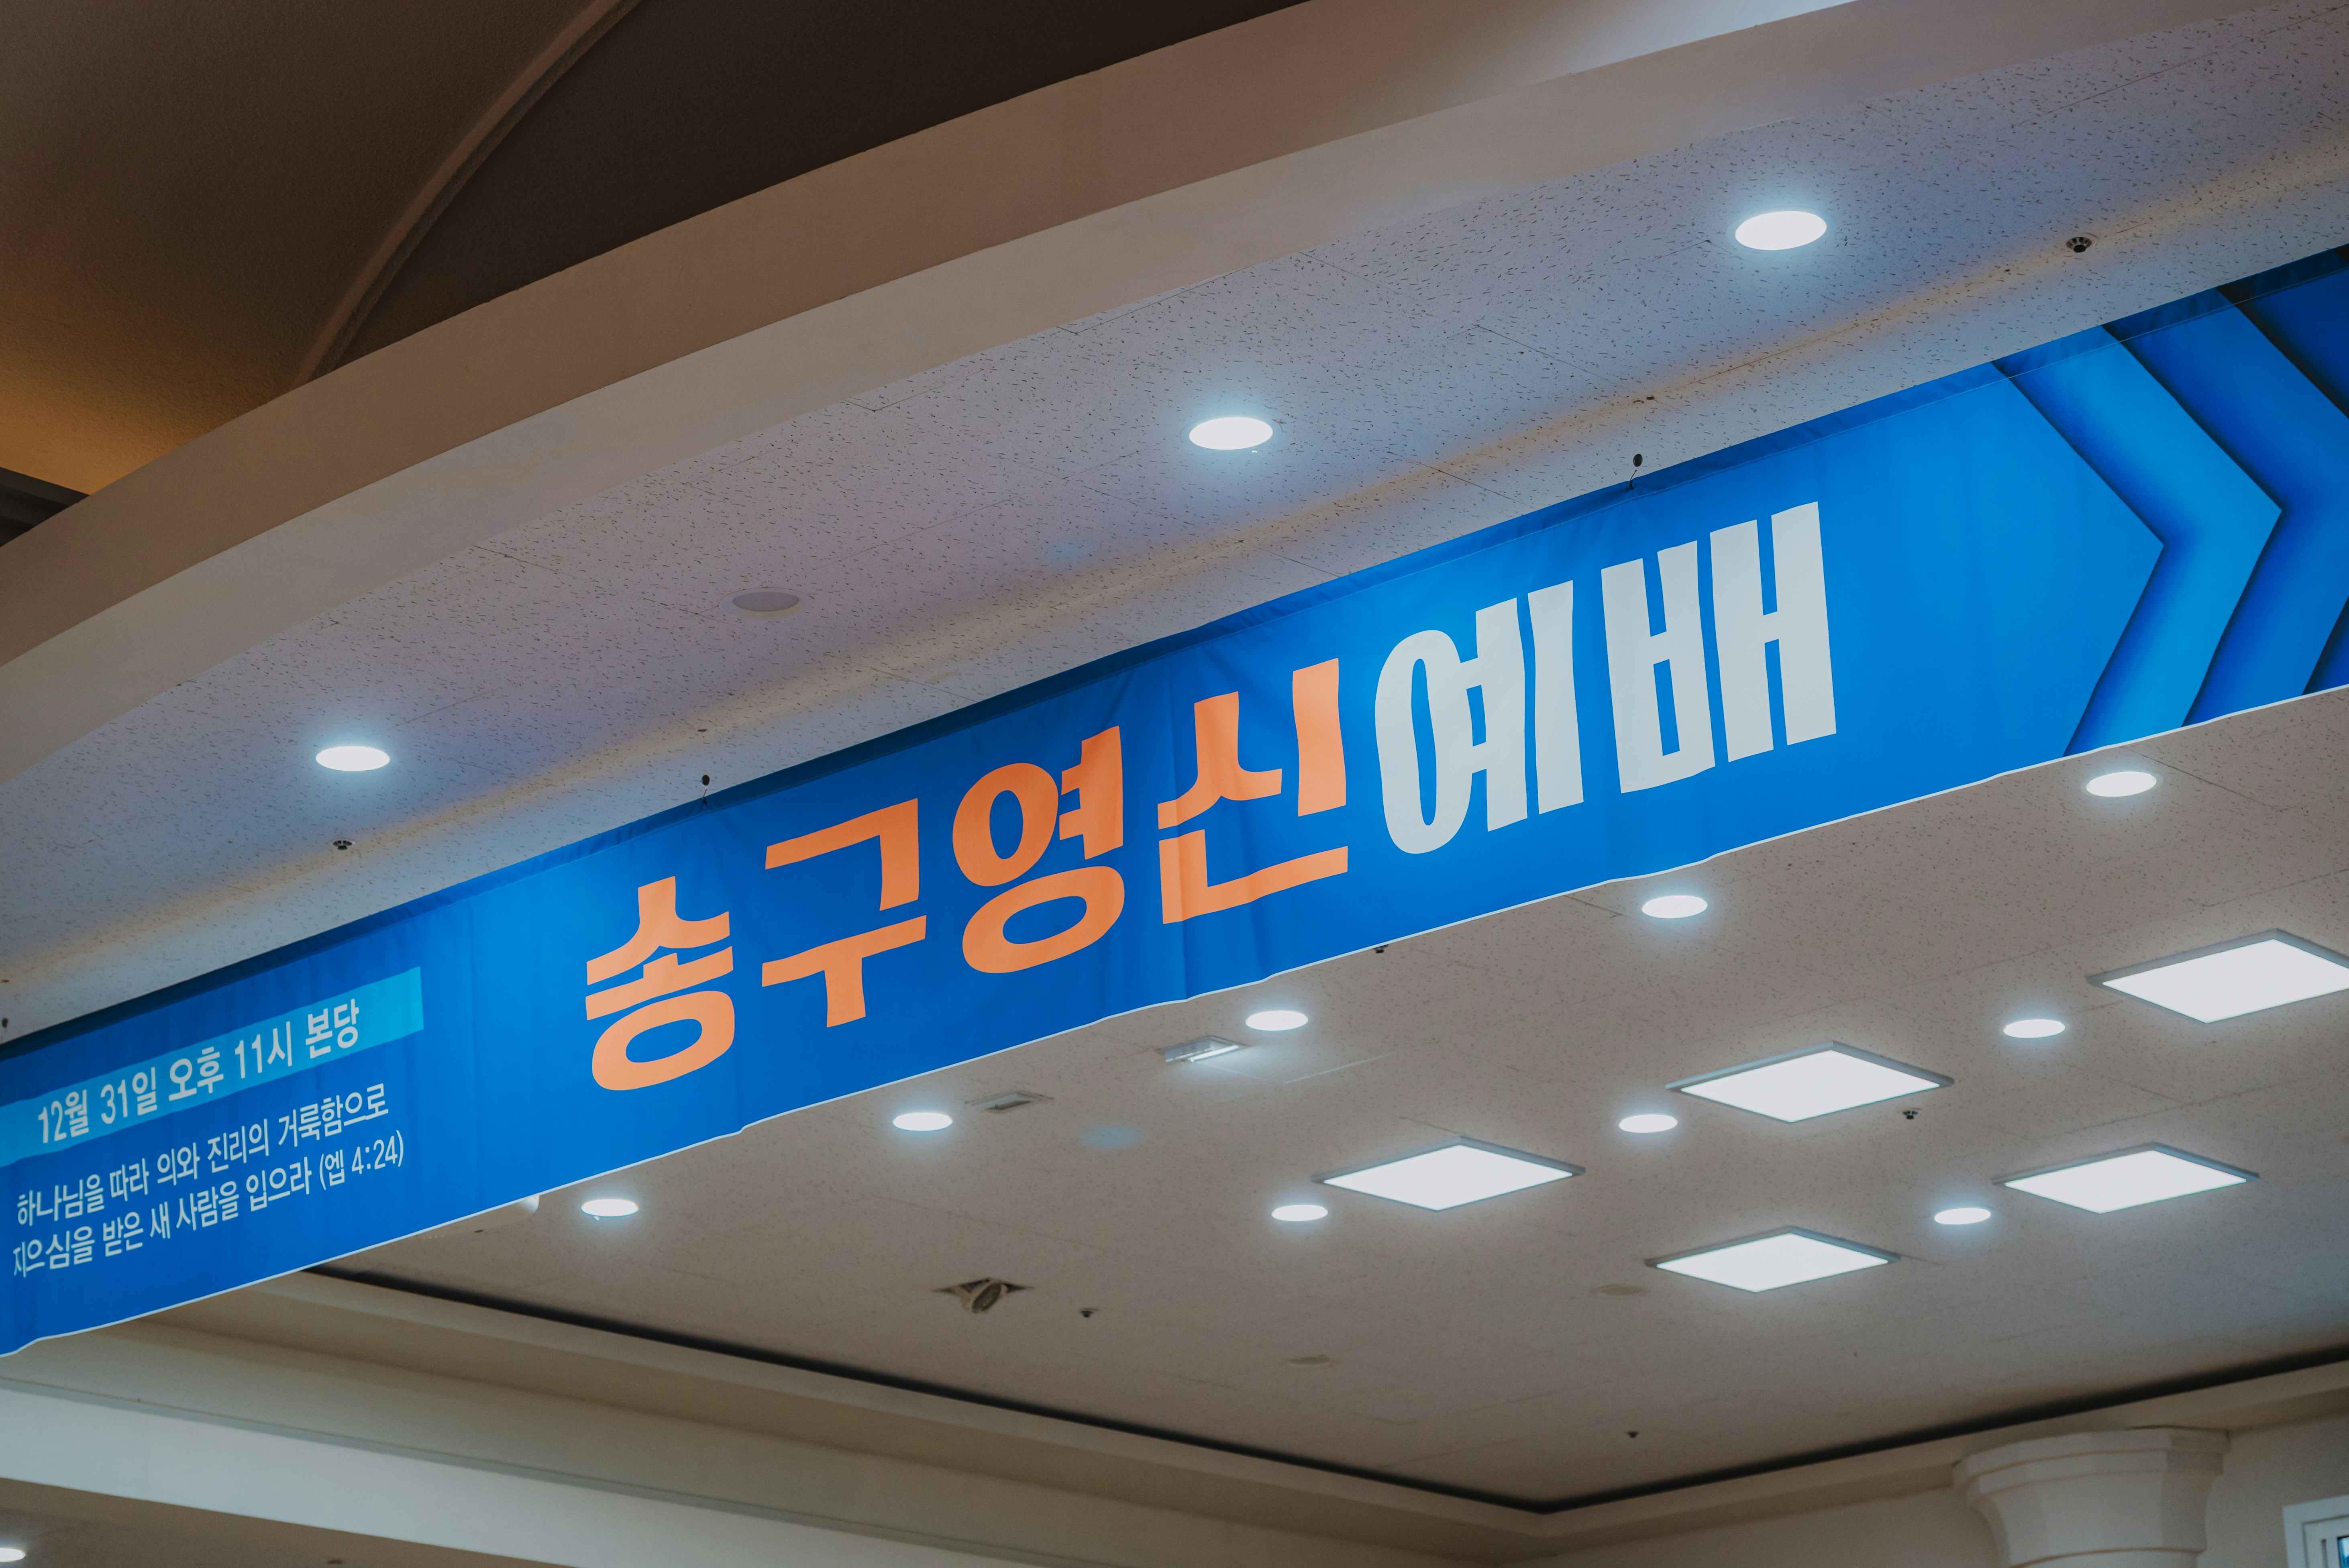 12월 31일 오후 11시 본당
하나님을 따라 의와 진리의 거룩함으로
지으심을 받은 새 사람을 입으라 (엡 4:24)
송구영신예배